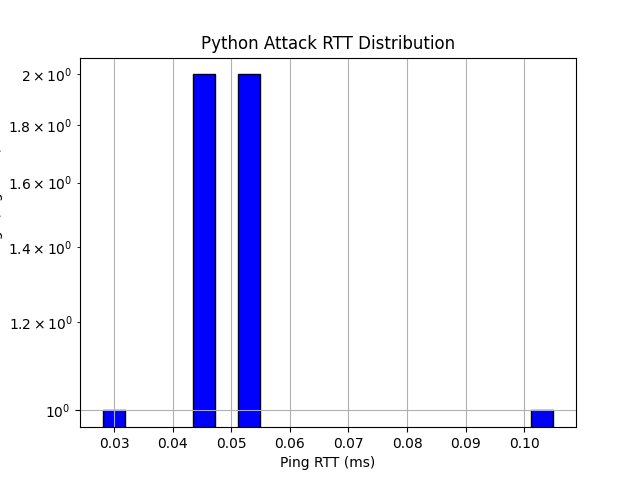 Python Attack RTT Distribution
2 × 10⁰
1.8 × 10⁰
1.6 × 10⁰
1.4 × 10⁰
1.2 × 10⁰
10⁰
0.03 0.04 0.05 0.06 0.07 0.08 0.09 0.10
Ping RTT (ms)